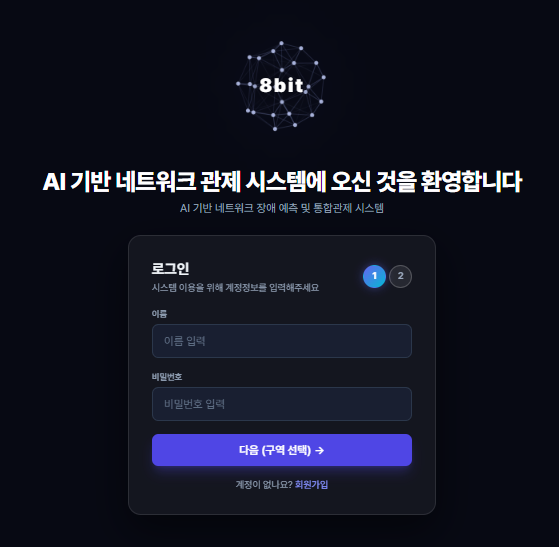 8bit
AI 기반 네트워크 관제 시스템에 오신 것을 환영합니다
AI 기반 네트워크 장애 예측 및 통합관제 시스템
로그인
1 2
시스템 이용을 위해 계정정보를 입력해주세요
이름
이름 입력
비밀번호
비밀번호 입력
다음 (구역 선택) →
계정이 없나요? 회원가입